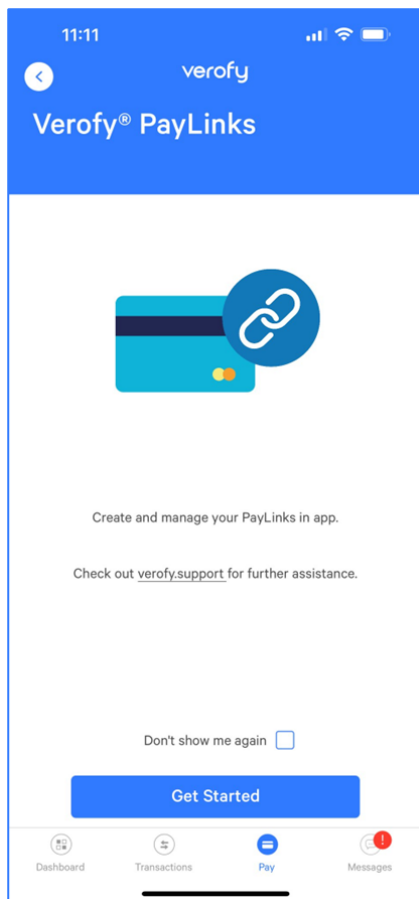 11:11
verofy
Verofy® PayLinks
Create and manage your PayLinks in app.
Check out verofy.support for further assistance.
Don't show me again
Get Started
!
Dashboard
Transactions
Pay
Messages